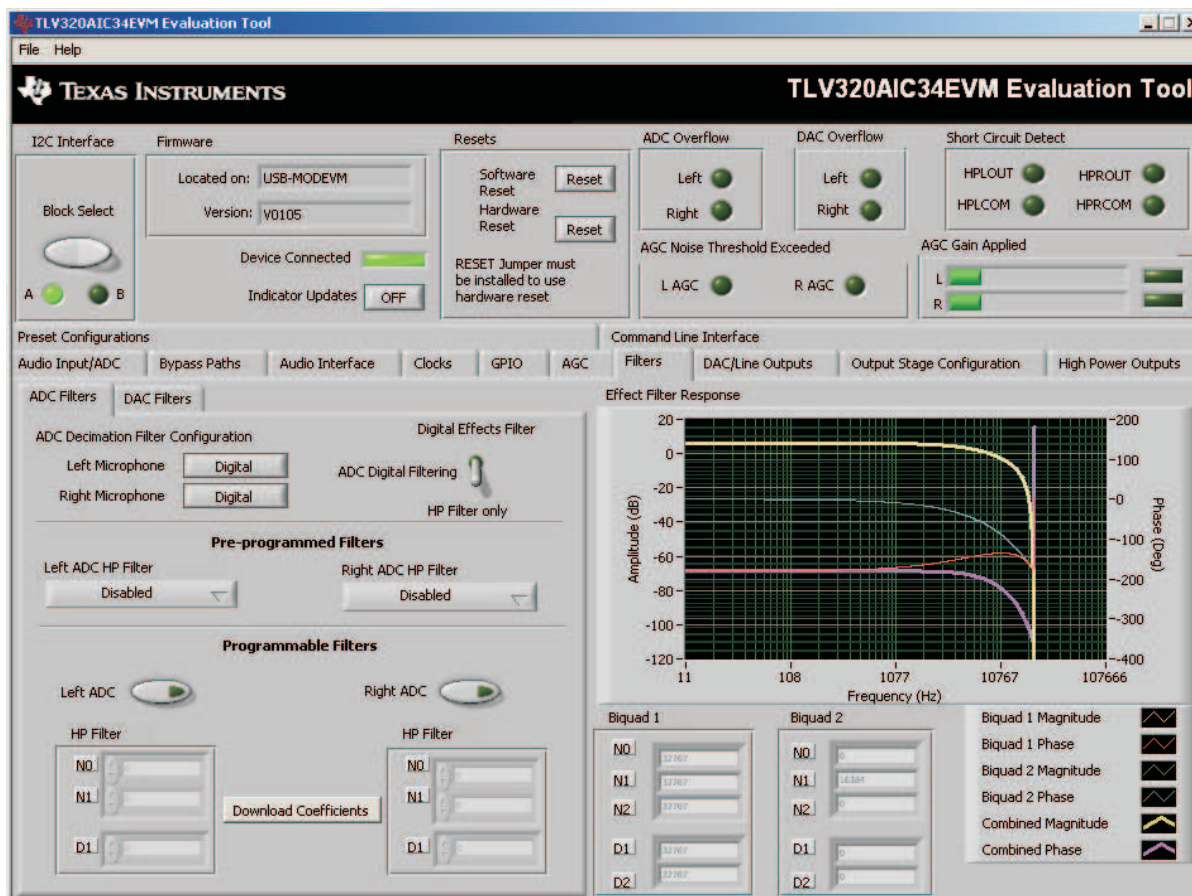 TLV320AIC34EVM Evaluation Tool
File Help
TEXAS INSTRUMENTS
TLV320AIC34EVM Evaluation Tool
I2C Interface
Block Select
A B
Firmware
Located on: USB-MODEVM
Version: V0105
Device Connected
Indicator Updates OFF
Resets
Software Reset Reset
Hardware Reset Reset
RESET Jumper must
be installed to use
hardware reset
ADC Overflow
Left
Right
DAC Overflow
Left
Right
Short Circuit Detect
HPLOUT HPROUT
HPLCOM HPRCOM
AGC Noise Threshold Exceeded
L AGC R AGC
AGC Gain Applied
L
R
Preset Configurations Command Line Interface
Audio Input/ADC Bypass Paths Audio Interface Clocks GPIO AGC Filters DAC/Line Outputs Output Stage Configuration High Power Outputs
ADC Filters DAC Filters
ADC Decimation Filter Configuration
Left Microphone Digital
Right Microphone Digital
Digital Effects Filter
ADC Digital Filtering
HP Filter only
Pre-programmed Filters
Left ADC HP Filter
Disabled
Right ADC HP Filter
Disabled
Programmable Filters
Left ADC Right ADC
HP Filter
N0
N1
D1
Download Coefficients
HP Filter
N0
N1
D1
Effect Filter Response
Amplitude (dB)
20
0
-20
-40
-60
-80
-100
-120
Phase (Deg)
200
100
0
-100
-200
-300
-400
11 108 1077 10767 107666
Frequency (Hz)
Biquad 1
N0 32767
N1 32767
N2 32767
D1 32767
D2 32767
Biquad 2
N0 0
N1 16384
N2 0
D1 0
D2 0
Biquad 1 Magnitude
Biquad 1 Phase
Biquad 2 Magnitude
Biquad 2 Phase
Combined Magnitude
Combined Phase